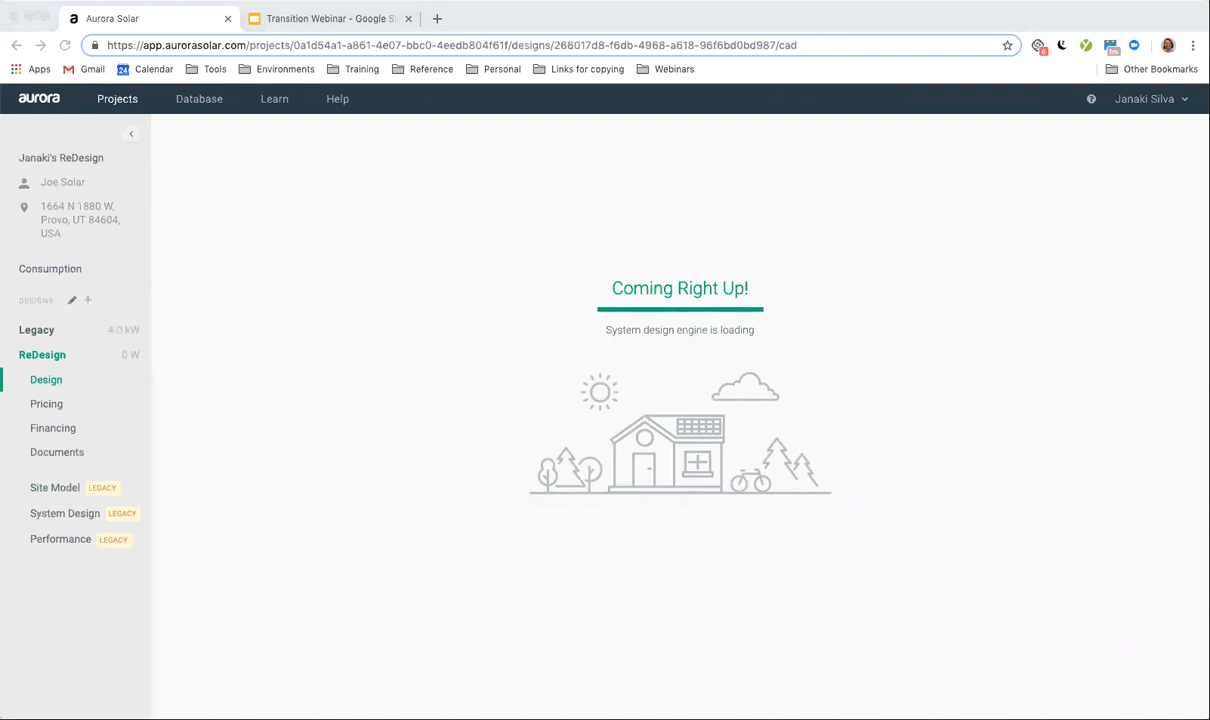 Aurora Solar
Transition Webinar - Google Sl
https://app.aurorasolar.com/projects/0a1d54a1-a861-4e07-bbc0-4eedb804f61f/designs/266017d8-f6db-4968-a618-96f6bd0bd987/cad
Apps Gmail Calendar Tools Environments Training Reference Personal Links for copying Webinars Other Bookmarks
aurora Projects Database Learn Help Janaki Silva
Janaki's ReDesign
Joe Solar
1664 N 1880 W,
Provo, UT 84604,
USA
Consumption
DESIGNS
Legacy 4.0 kW
ReDesign 0 W
Design
Pricing
Financing
Documents
Site Model LEGACY
System Design LEGACY
Performance LEGACY
Coming Right Up!
System design engine is loading